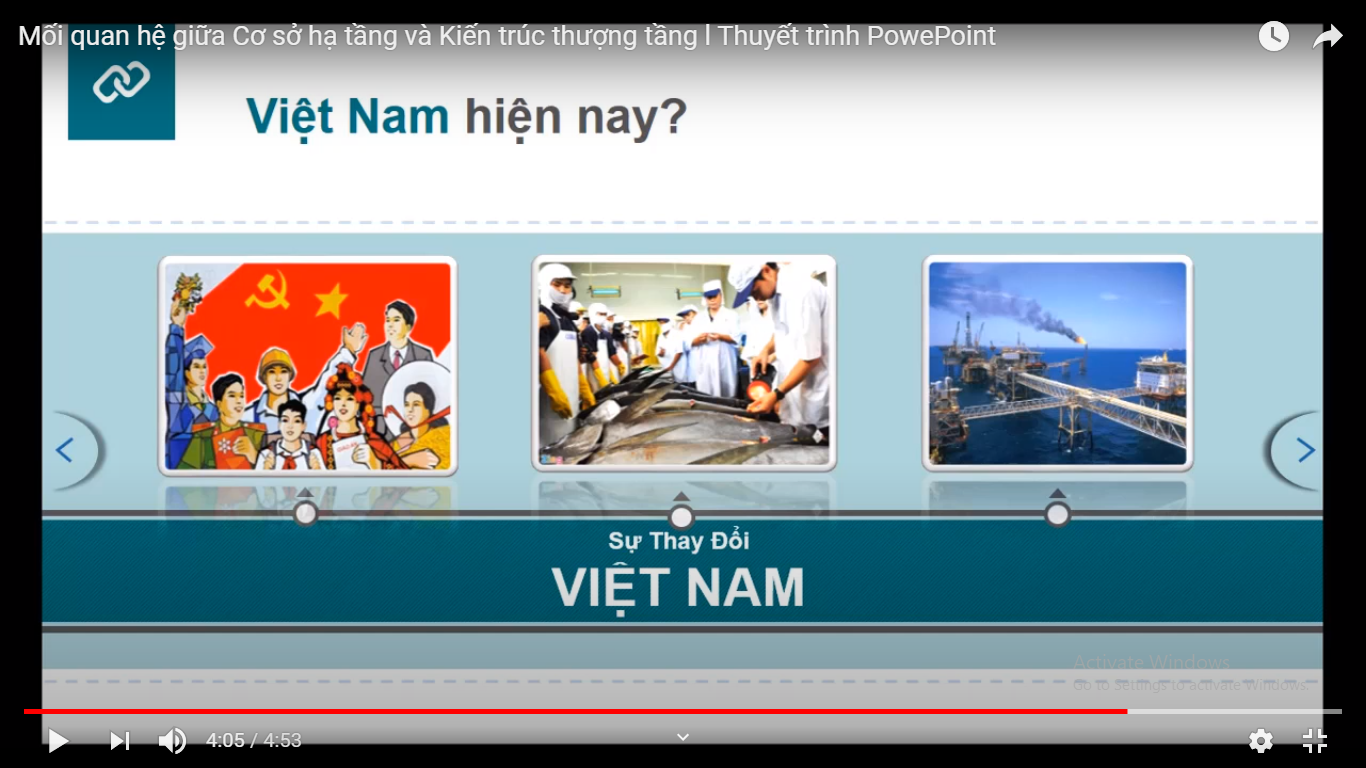 Mối quan hệ giữa Cơ sở hạ tầng và Kiến trúc thượng tầng l Thuyết trình PowePoint
Việt Nam hiện nay?
Sự Thay Đổi
VIỆT NAM
Activate Windows
Go to Settings to activate Windows.
4:05 / 4:53